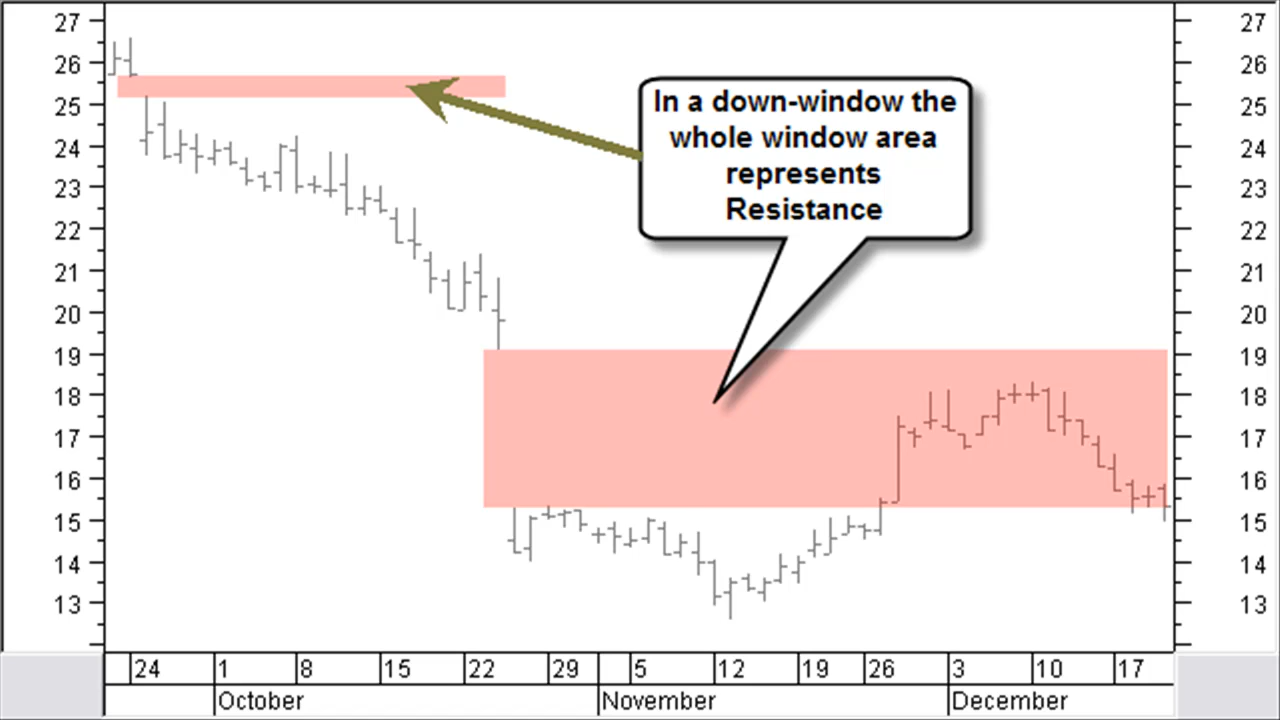 27 27
26 26
25 25
24 24
23 23
22 22
21 21
20 20
19 19
18 18
17 17
16 16
15 15
14 14
13 13
In a down-window the
whole window area
represents
Resistance
24 1 8 15 22 29 5 12 19 26 3 10 17
October November December